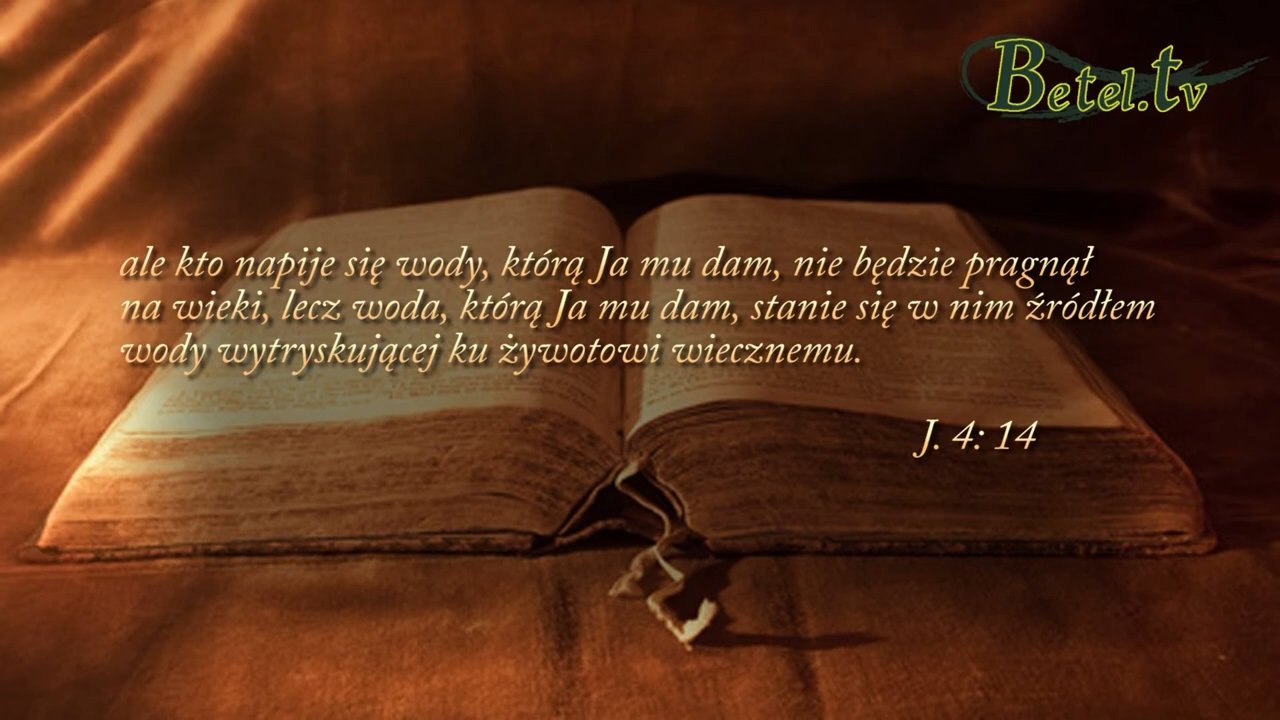 Betel.tv
ale kto napije się wody, którą Ja mu dam, nie będzie pragnął
na wieki, lecz woda, którą Ja mu dam, stanie się w nim źródłem
wody wytryskującej ku żywotowi wiecznemu.
J. 4: 14